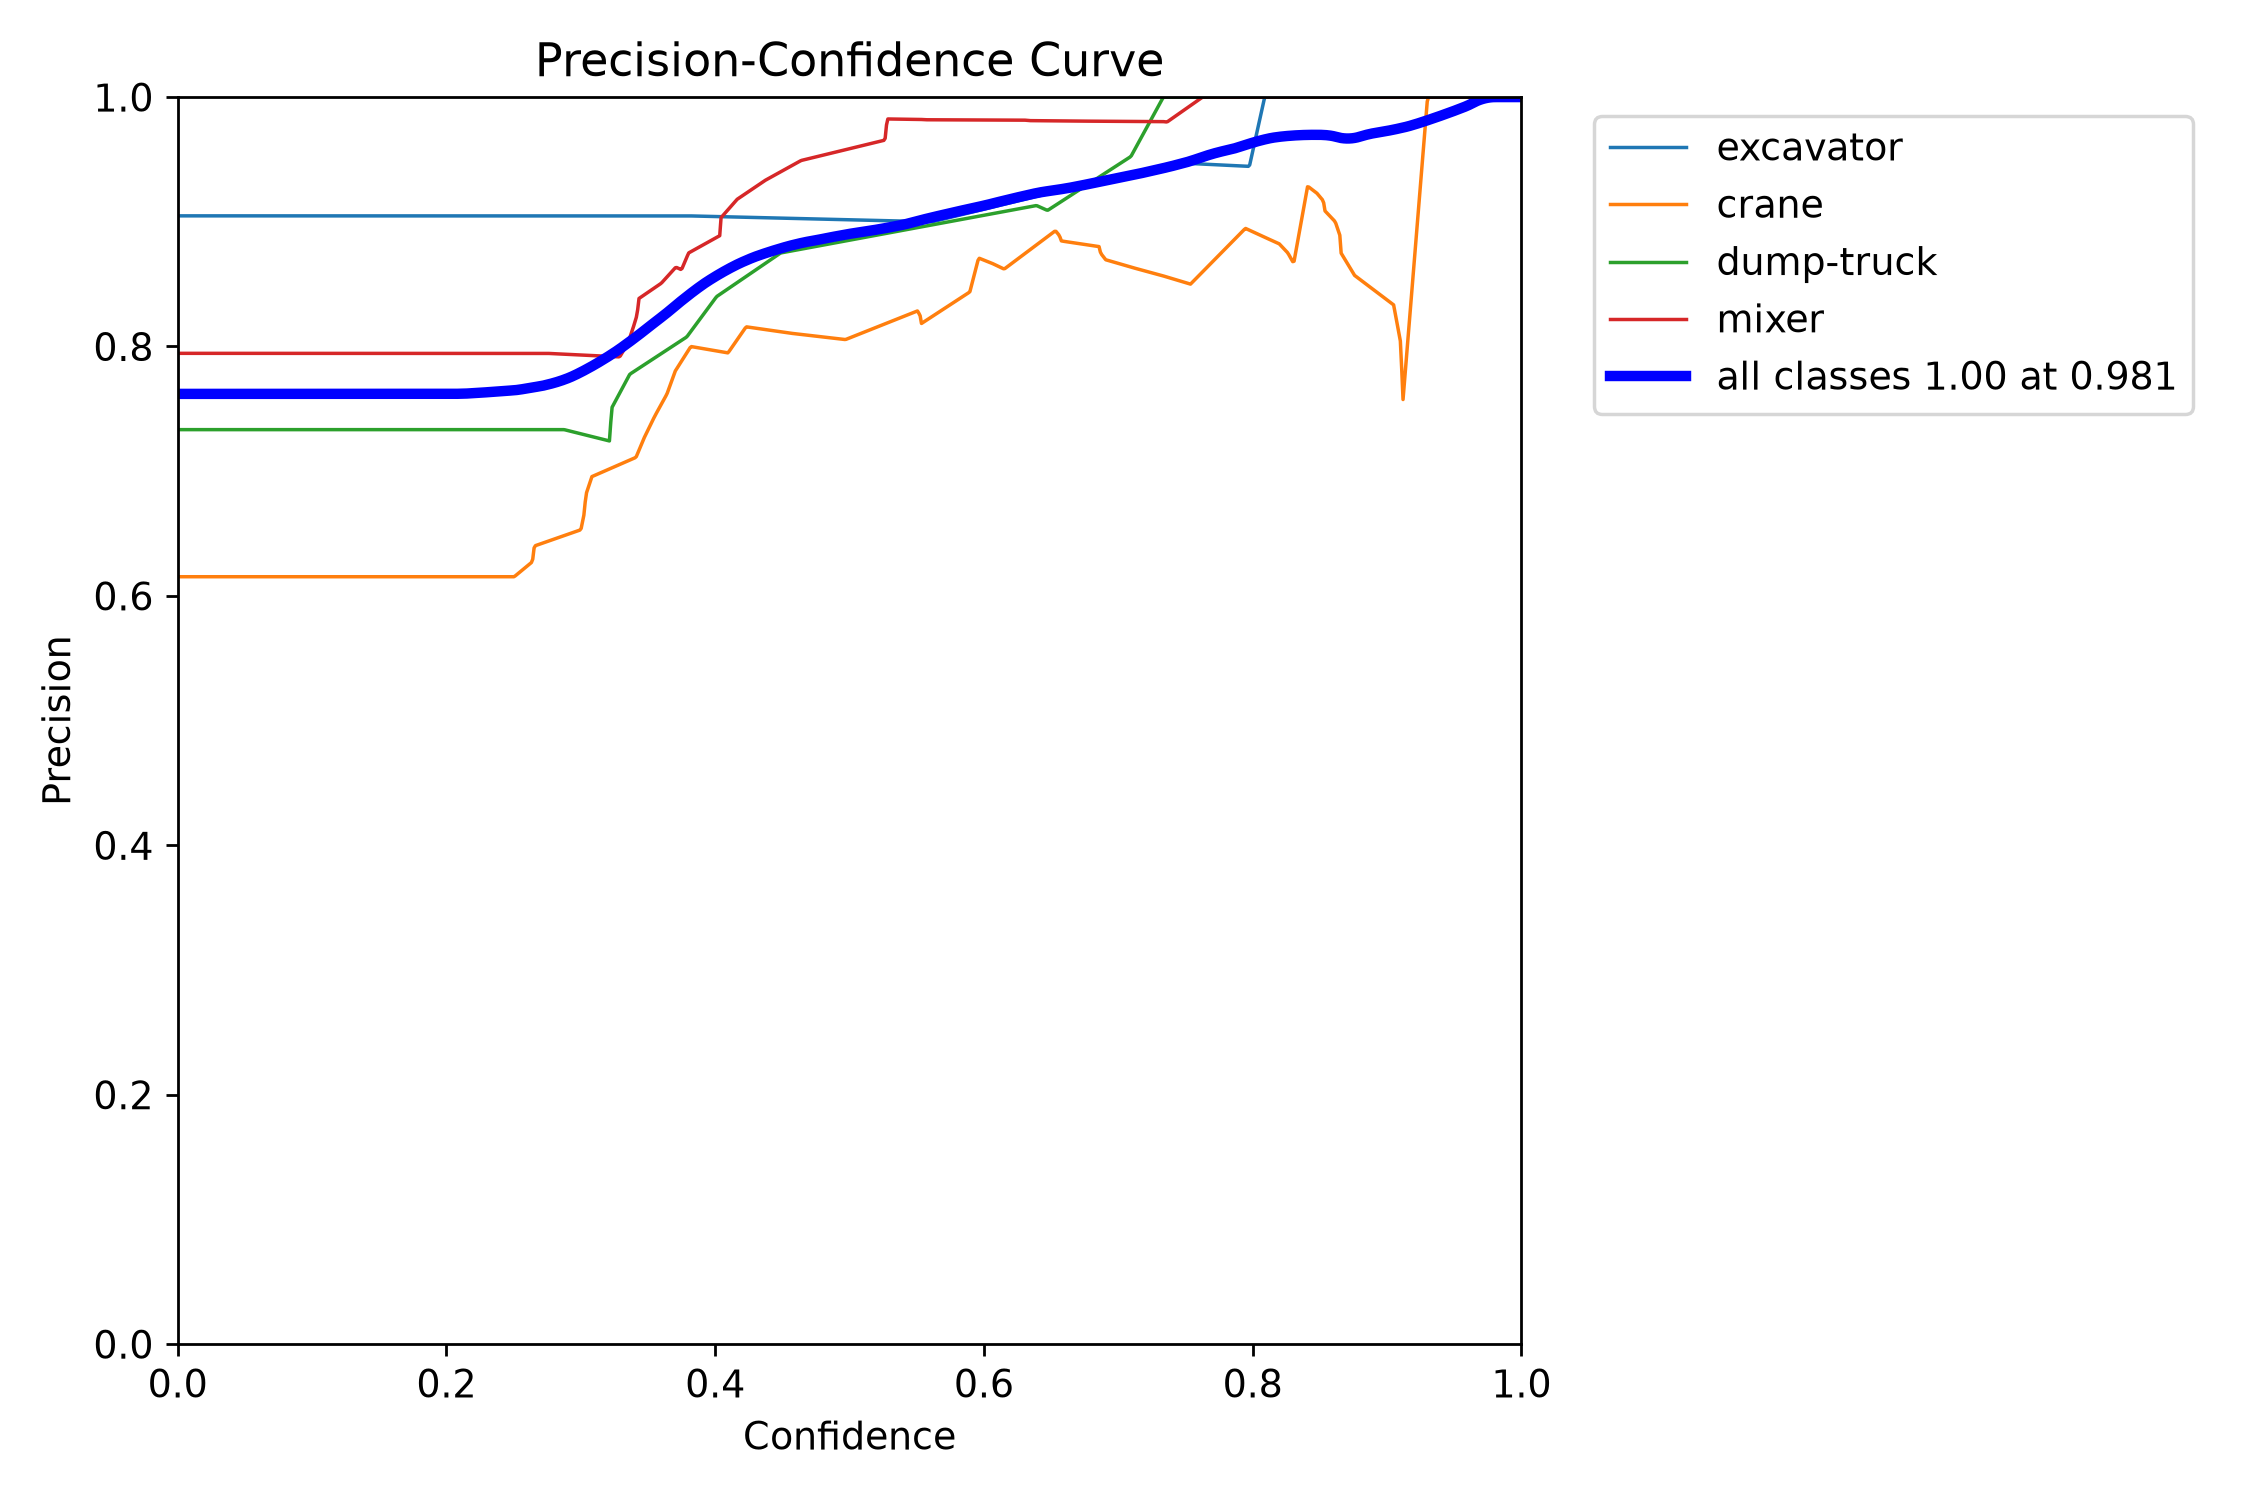 Precision-Confidence Curve
1.0
0.8
0.6
0.4
0.2
0.0
Precision
0.0 0.2 0.4 0.6 0.8 1.0
Confidence
excavator
crane
dump-truck
mixer
all classes 1.00 at 0.981